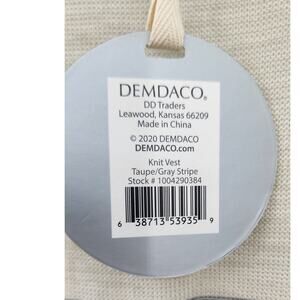 DEMDACO®
DD Traders
Leawood, Kansas 66209
Made in China
© 2020 DEMDACO
DEMDACO.com
Knit Vest
Taupe/Gray Stripe
Stock # 1004290384
6 38713 53935 9